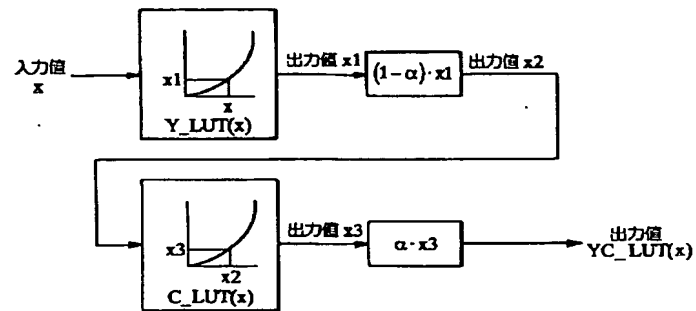 入力値
x
x1
x
Y_LUT(x)
出力値 x1
(1-α)·x1
出力値 x2
x3
x2
C_LUT(x)
出力値 x3
α·x3
出力値
YC_LUT(x)